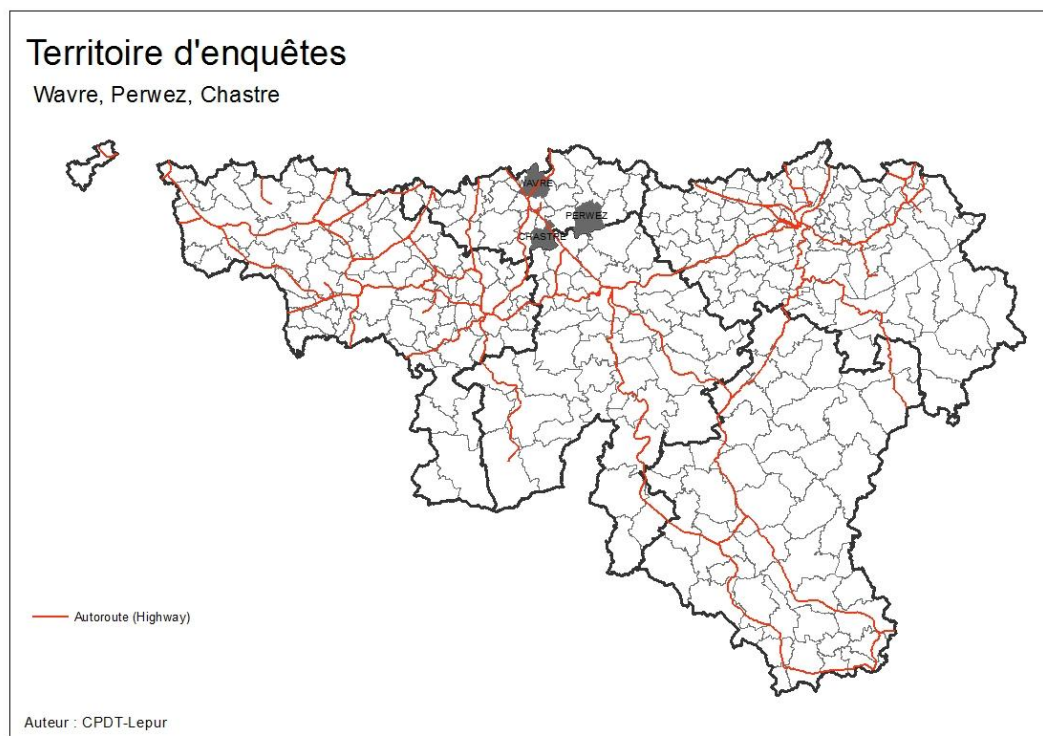 Territoire d'enquêtes
Wavre, Perwez, Chastre
WAVRE
PERWEZ
CHASTRE
Autoroute (Highway)
Auteur : CPDT-Lepur